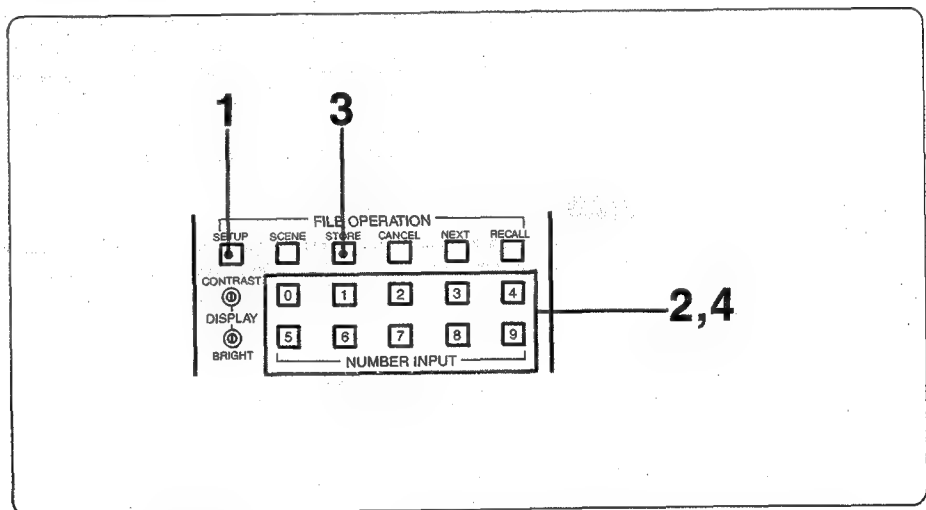 1 3
FILE OPERATION
SETUP SCENE STORE CANCEL NEXT RECALL
CONTRAST
0 1 2 3 4
2,4
DISPLAY
5 6 7 8 9
BRIGHT
NUMBER INPUT